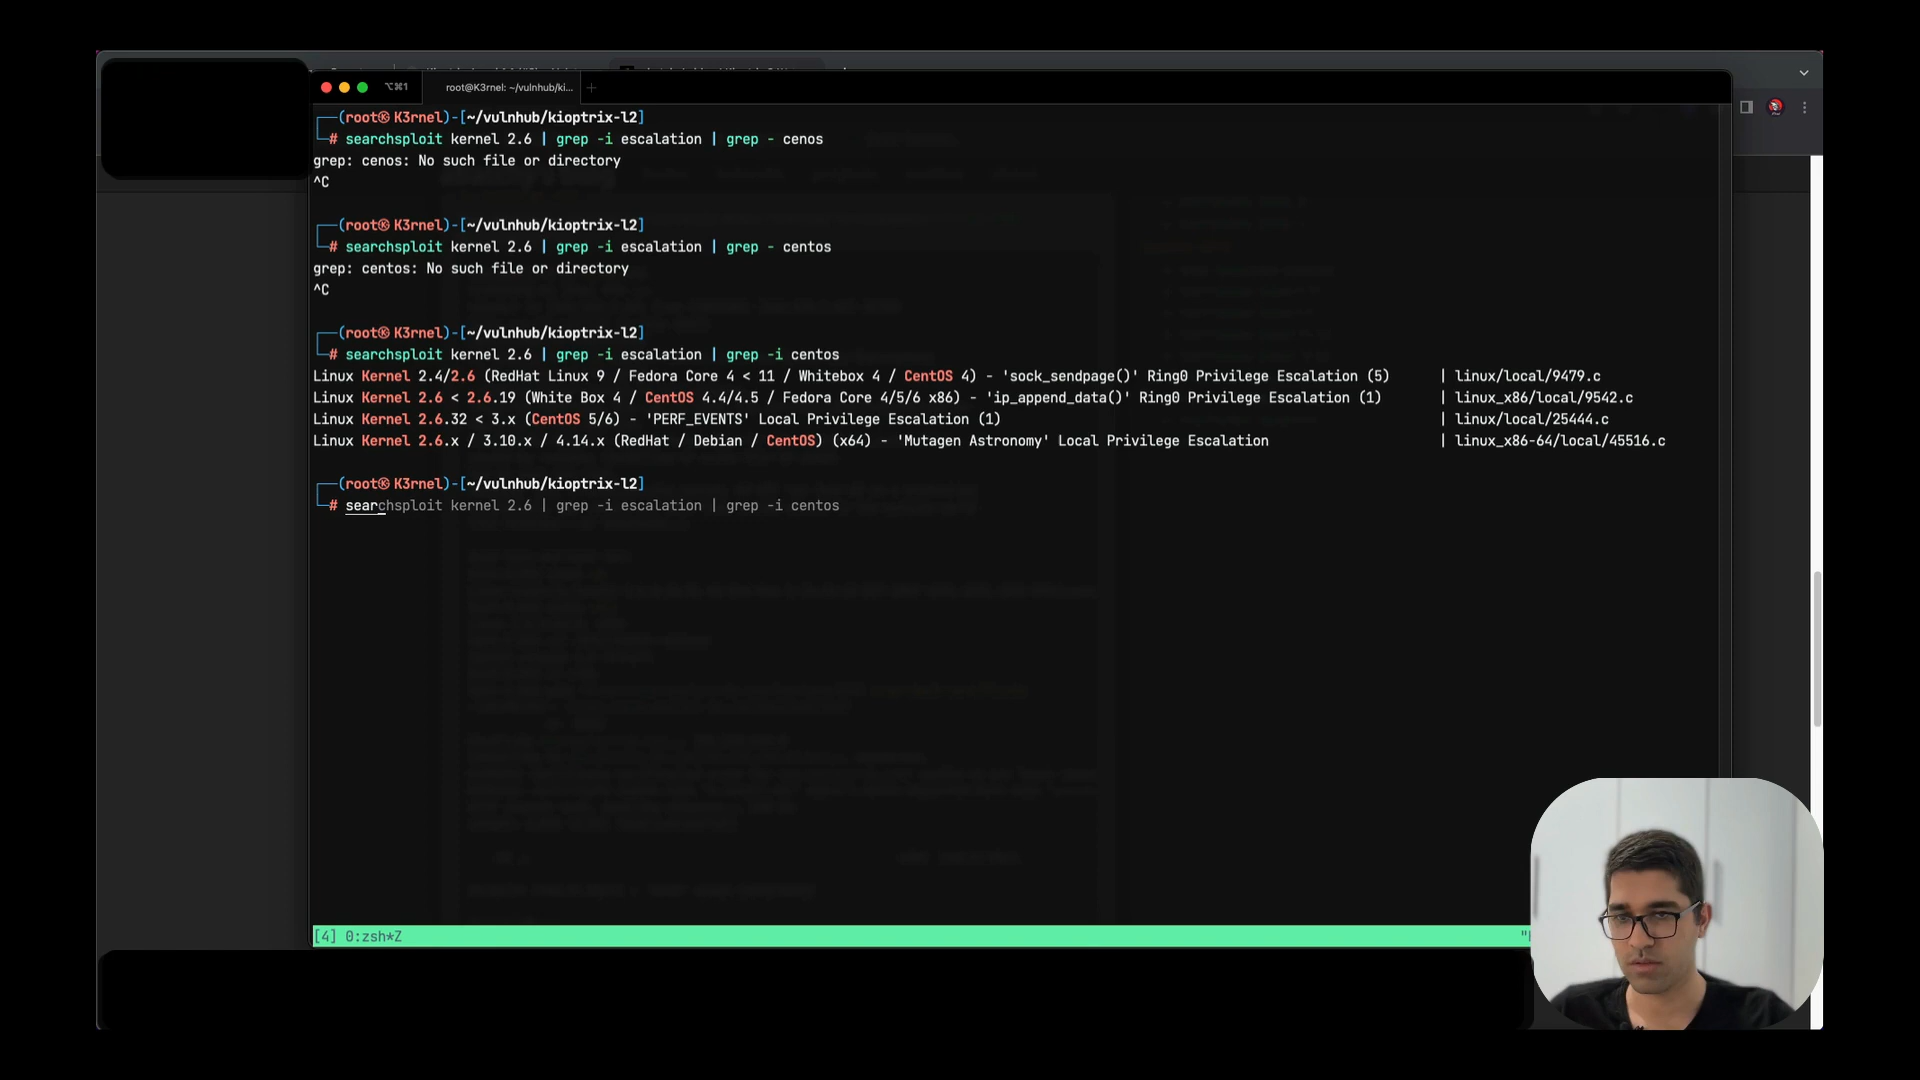 ⌥⌘1
root@K3rnel: ~/vulnhub/ki...
┌──(root㉿K3rnel)-[~/vulnhub/kioptrix-l2]
└─# searchsploit kernel 2.6 | grep -i escalation | grep - cenos
grep: cenos: No such file or directory
^C
┌──(root㉿K3rnel)-[~/vulnhub/kioptrix-l2]
└─# searchsploit kernel 2.6 | grep -i escalation | grep - centos
grep: centos: No such file or directory
^C
┌──(root㉿K3rnel)-[~/vulnhub/kioptrix-l2]
└─# searchsploit kernel 2.6 | grep -i escalation | grep -i centos
Linux Kernel 2.4/2.6 (RedHat Linux 9 / Fedora Core 4 < 11 / Whitebox 4 / CentOS 4) - 'sock_sendpage()' Ring0 Privilege Escalation (5) | linux/local/9479.c
Linux Kernel 2.6 < 2.6.19 (White Box 4 / CentOS 4.4/4.5 / Fedora Core 4/5/6 x86) - 'ip_append_data()' Ring0 Privilege Escalation (1) | linux_x86/local/9542.c
Linux Kernel 2.6.32 < 3.x (CentOS 5/6) - 'PERF_EVENTS' Local Privilege Escalation (1) | linux/local/25444.c
Linux Kernel 2.6.x / 3.10.x / 4.14.x (RedHat / Debian / CentOS) (x64) - 'Mutagen Astronomy' Local Privilege Escalation | linux_x86-64/local/45516.c
┌──(root㉿K3rnel)-[~/vulnhub/kioptrix-l2]
└─# searchsploit kernel 2.6 | grep -i escalation | grep -i centos
[4] 0:zsh*Z